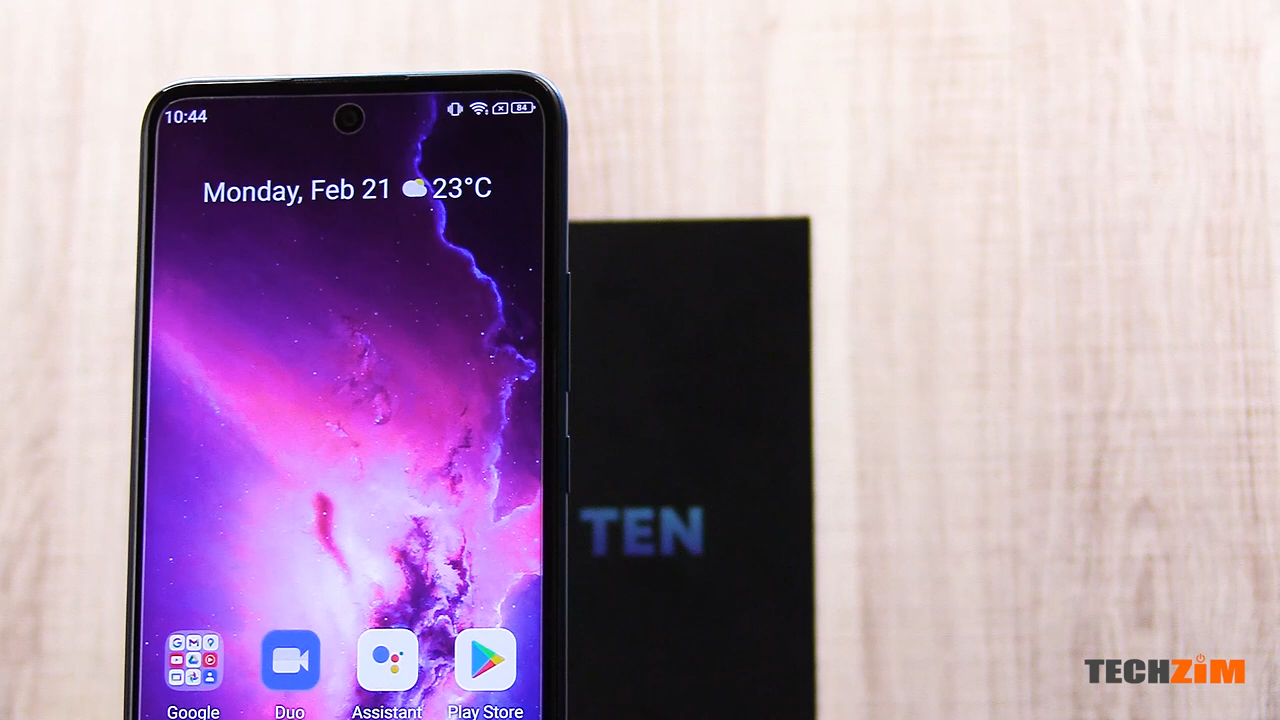 10:44
84
Monday, Feb 21 23°C
TEN
Google
Duo
Assistant
Play Store
TECHZiM